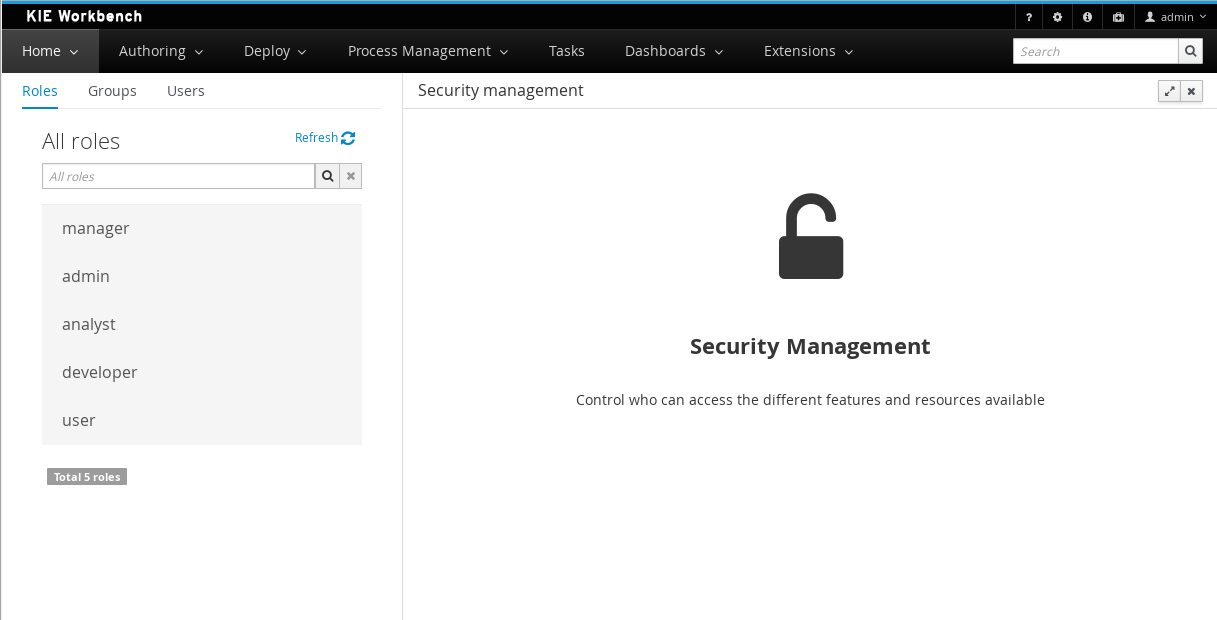 KIE Workbench
? admin
Home Authoring Deploy Process Management Tasks Dashboards Extensions Search
Roles Groups Users
Security management
All roles
Refresh
All roles
manager
admin
analyst
developer
user
Total 5 roles
Security Management
Control who can access the different features and resources available